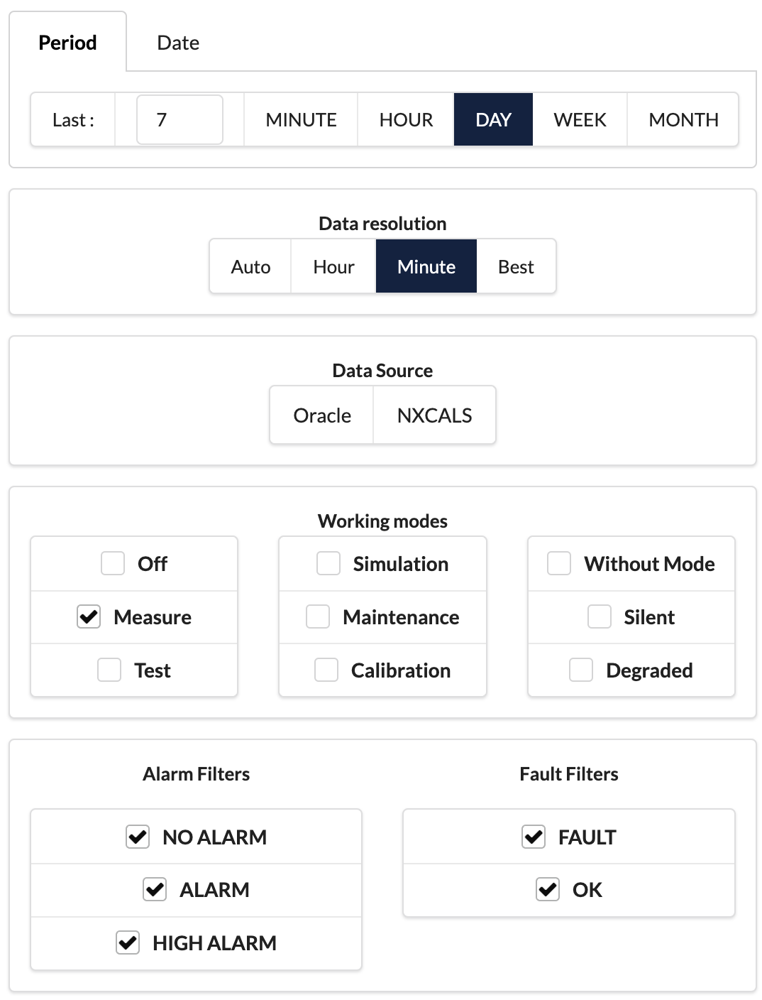 Period Date
Last : 7 MINUTE HOUR DAY WEEK MONTH
Data resolution
Auto Hour Minute Best
Data Source
Oracle NXCALS
Working modes
Off Simulation Without Mode
Measure Maintenance Silent
Test Calibration Degraded
Alarm Filters Fault Filters
NO ALARM FAULT
ALARM OK
HIGH ALARM